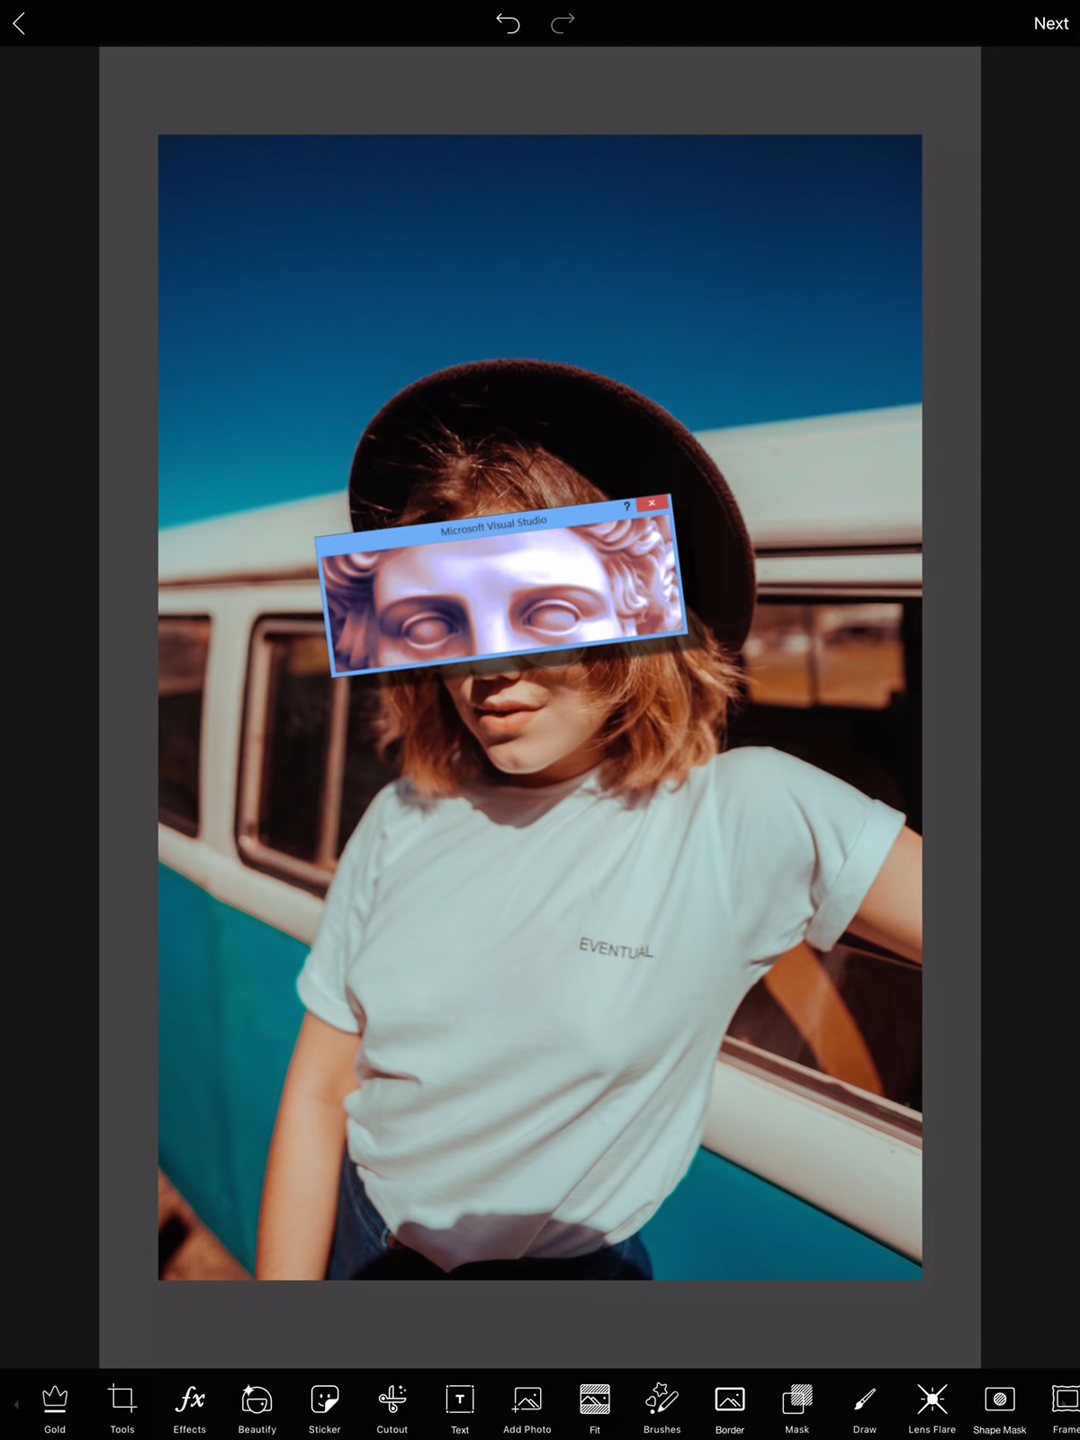 Next
? ×
Microsoft Visual Studio
EVENTUAL
Gold
Tools
fx
Effects
Beautify
Sticker
Cutout
T
Text
Add Photo
Fit
Brushes
Border
Mask
Draw
Lens Flare
Shape Mask
Frame